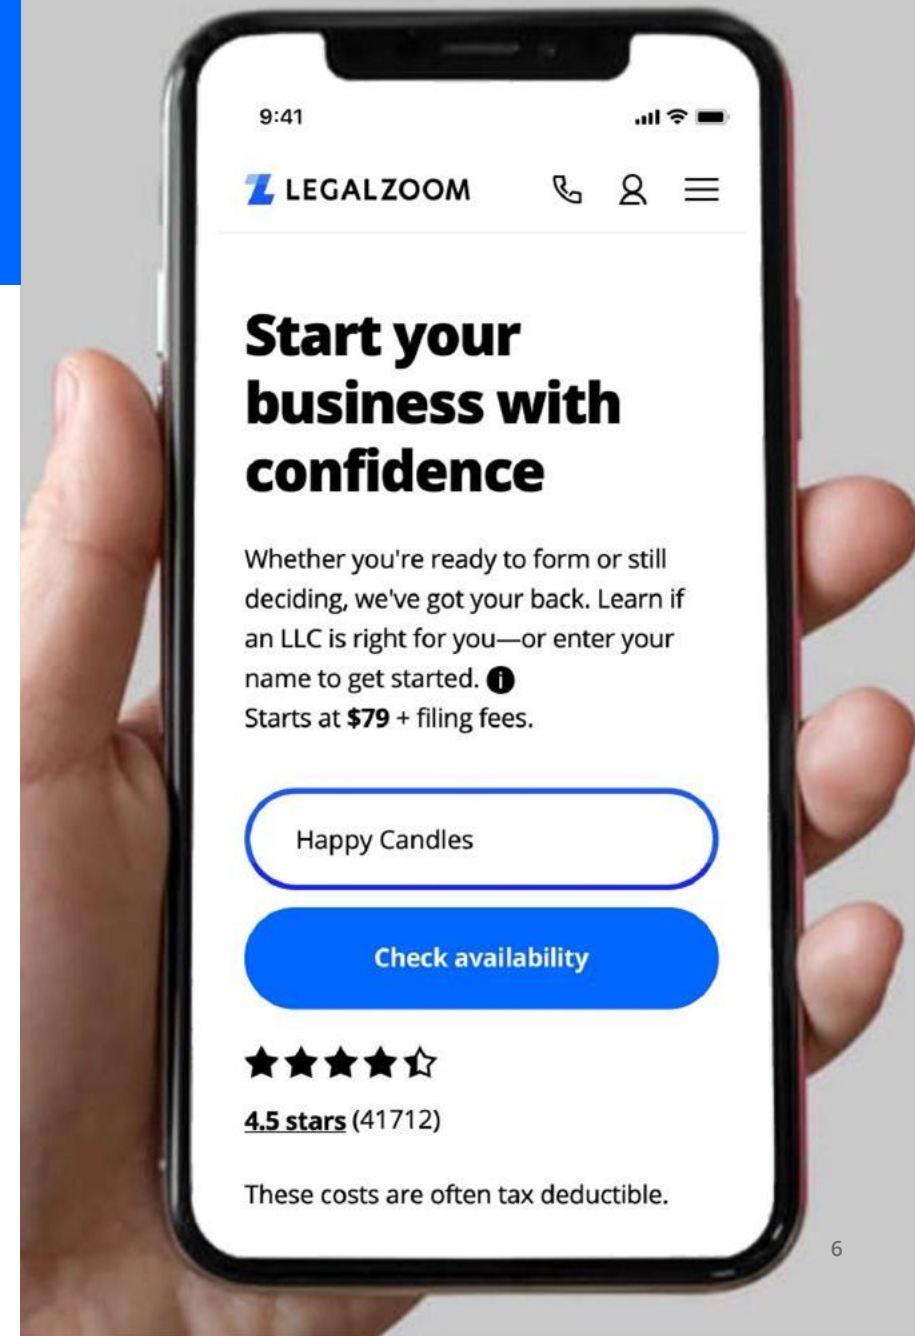 9:41
LEGALZOOM
Start your
business with
confidence
Whether you're ready to form or still
deciding, we've got your back. Learn if
an LLC is right for you—or enter your
name to get started. i
Starts at $79 + filing fees.
Happy Candles
Check availability
4.5 stars (41712)
These costs are often tax deductible.
6